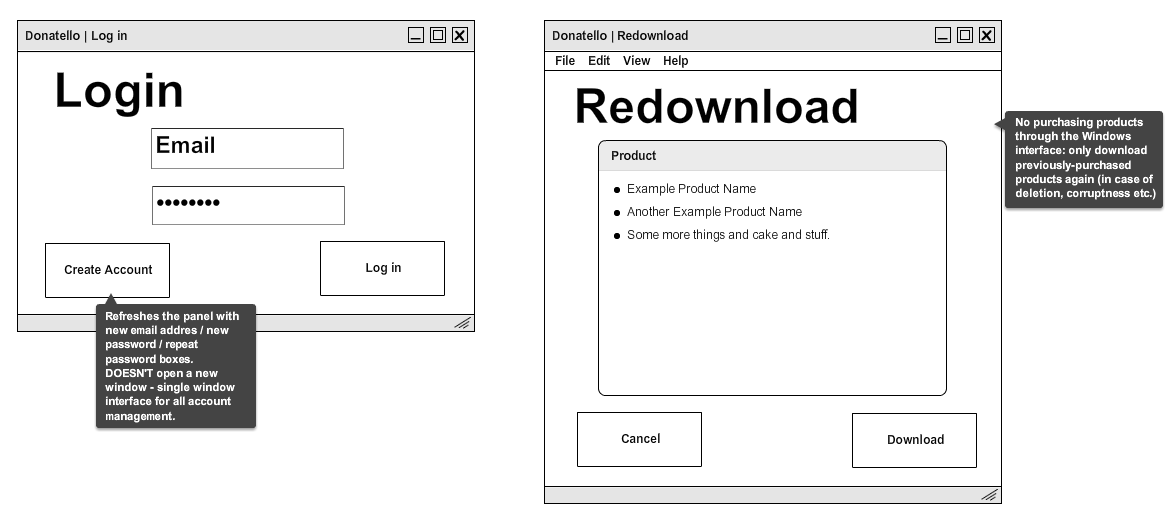 Donatello | Log in
Login
Email
••••••••
Create Account
Log in
Refreshes the panel with
new email addres / new
password / repeat
password boxes.
DOESN'T open a new
window - single window
interface for all account
management.
Donatello | Redownload
File Edit View Help
Redownload
Product
• Example Product Name
• Another Example Product Name
• Some more things and cake and stuff.
Cancel
Download
No purchasing products
through the Windows
interface: only download
previously-purchased
products again (in case of
deletion, corruptness etc.)